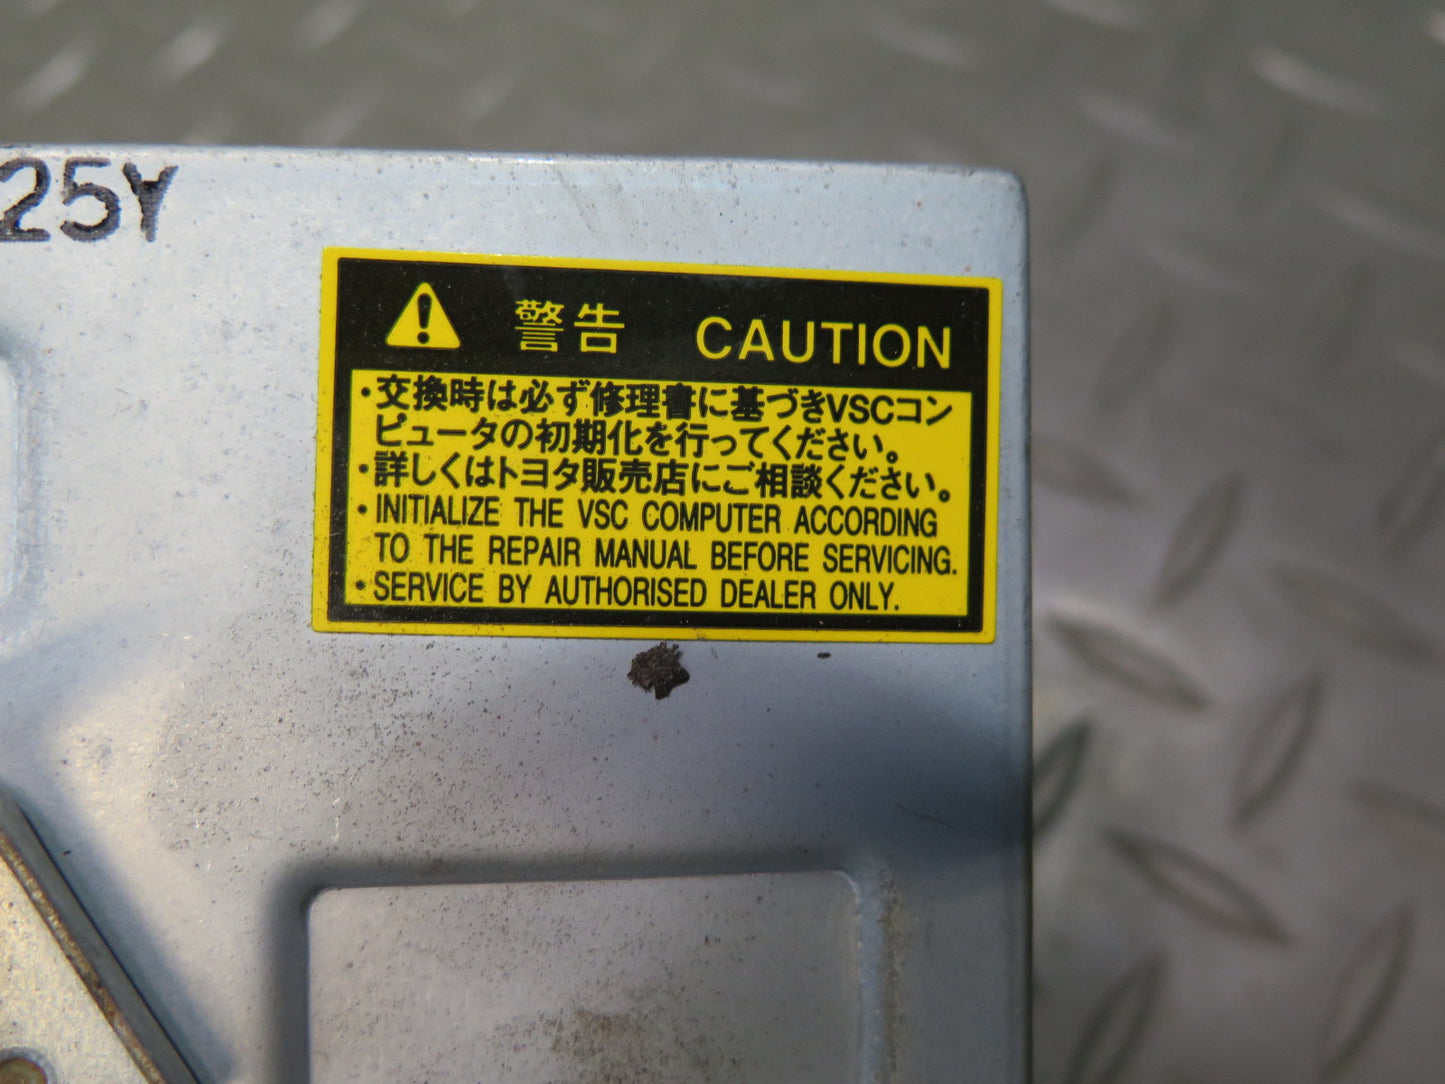 25Y
警告 CAUTION
・交換時は必ず修理書に基づきVSCコン
ピュータの初期化を行ってください。
・詳しくはトヨタ販売店にご相談ください。
・INITIALIZE THE VSC COMPUTER ACCORDING
TO THE REPAIR MANUAL BEFORE SERVICING.
・SERVICE BY AUTHORISED DEALER ONLY.